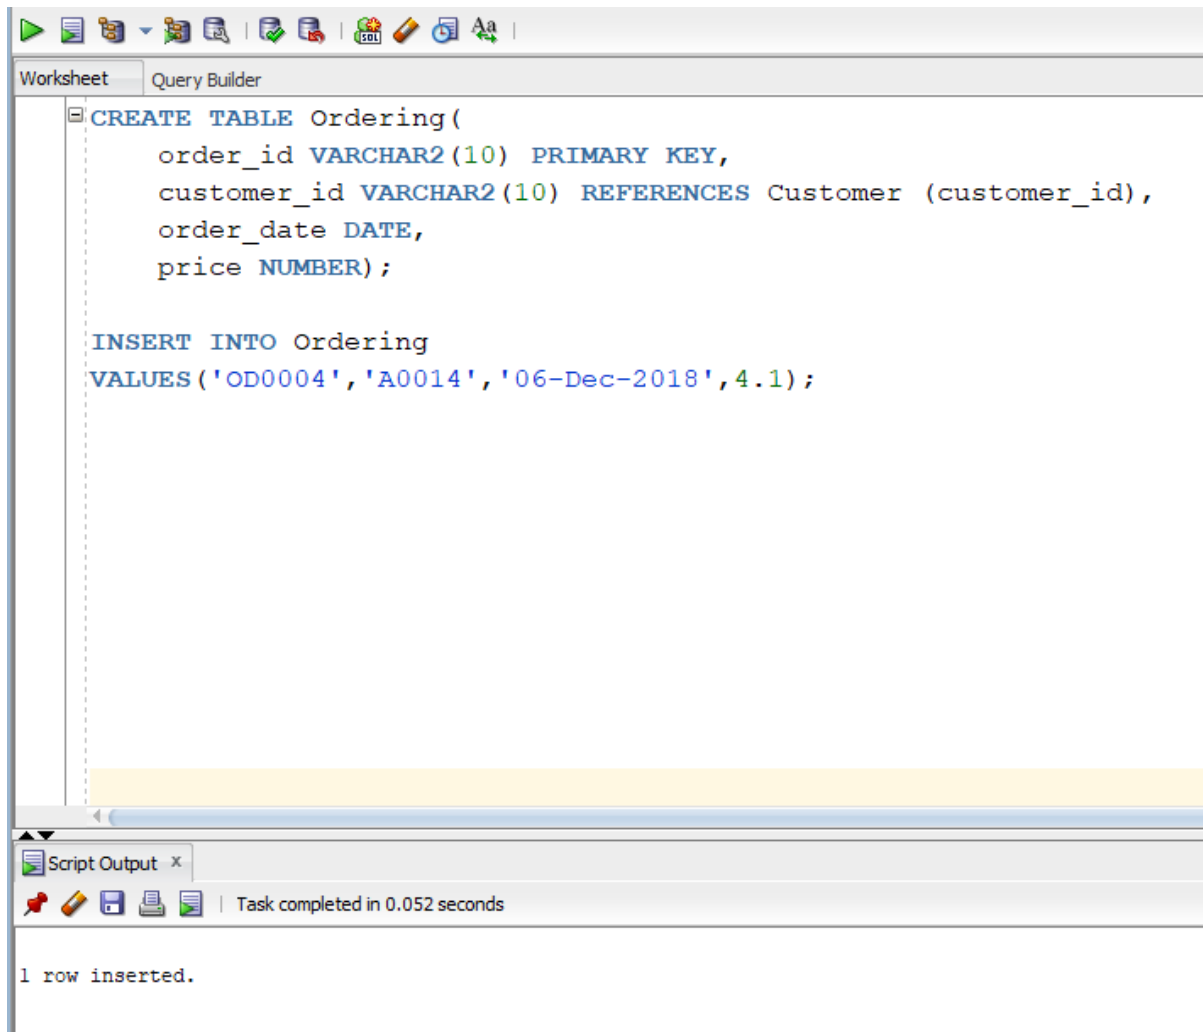 SQL
Aa
Worksheet
Query Builder
CREATE TABLE Ordering(
order_id VARCHAR2(10) PRIMARY KEY,
customer_id VARCHAR2(10) REFERENCES Customer (customer_id),
order_date DATE,
price NUMBER);
INSERT INTO Ordering
VALUES('OD0004','A0014','06-Dec-2018',4.1);
Script Output x
Task completed in 0.052 seconds
1 row inserted.